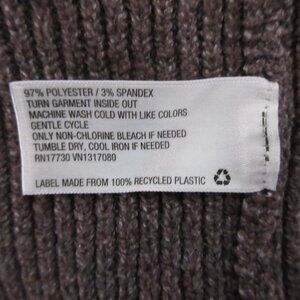 97% POLYESTER / 3% SPANDEX
TURN GARMENT INSIDE OUT
MACHINE WASH COLD WITH LIKE COLORS
GENTLE CYCLE
ONLY NON-CHLORINE BLEACH IF NEEDED
TUMBLE DRY, COOL IRON IF NEEDED
RN17730 VN1317080
LABEL MADE FROM 100% RECYCLED PLASTIC